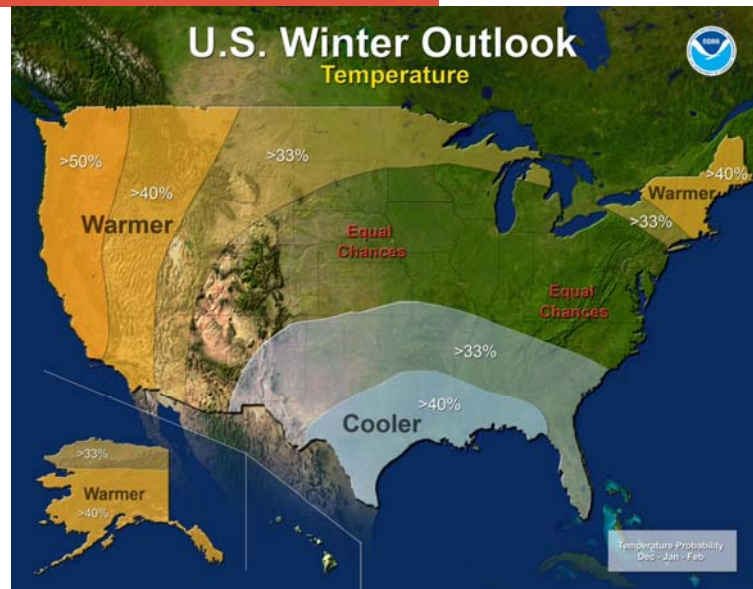 U.S. Winter Outlook
Temperature
NOAA
>50%
>40%
Warmer
>33%
Equal
Chances
Equal
Chances
>40%
Warmer
>33%
>33%
>40%
Cooler
>33%
Warmer
>40%
Temperature Probability
Dec - Jan - Feb